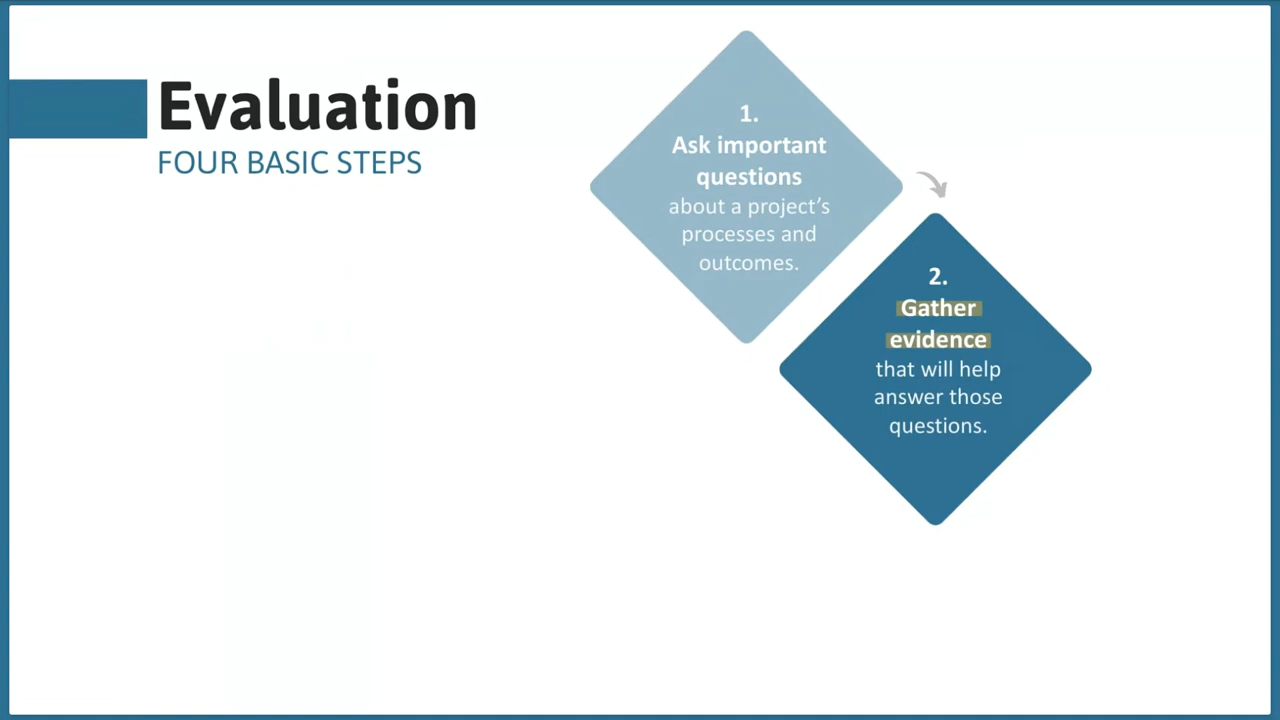 Evaluation
FOUR BASIC STEPS
1.
Ask important
questions
about a project’s
processes and
outcomes.
2.
Gather
evidence
that will help
answer those
questions.